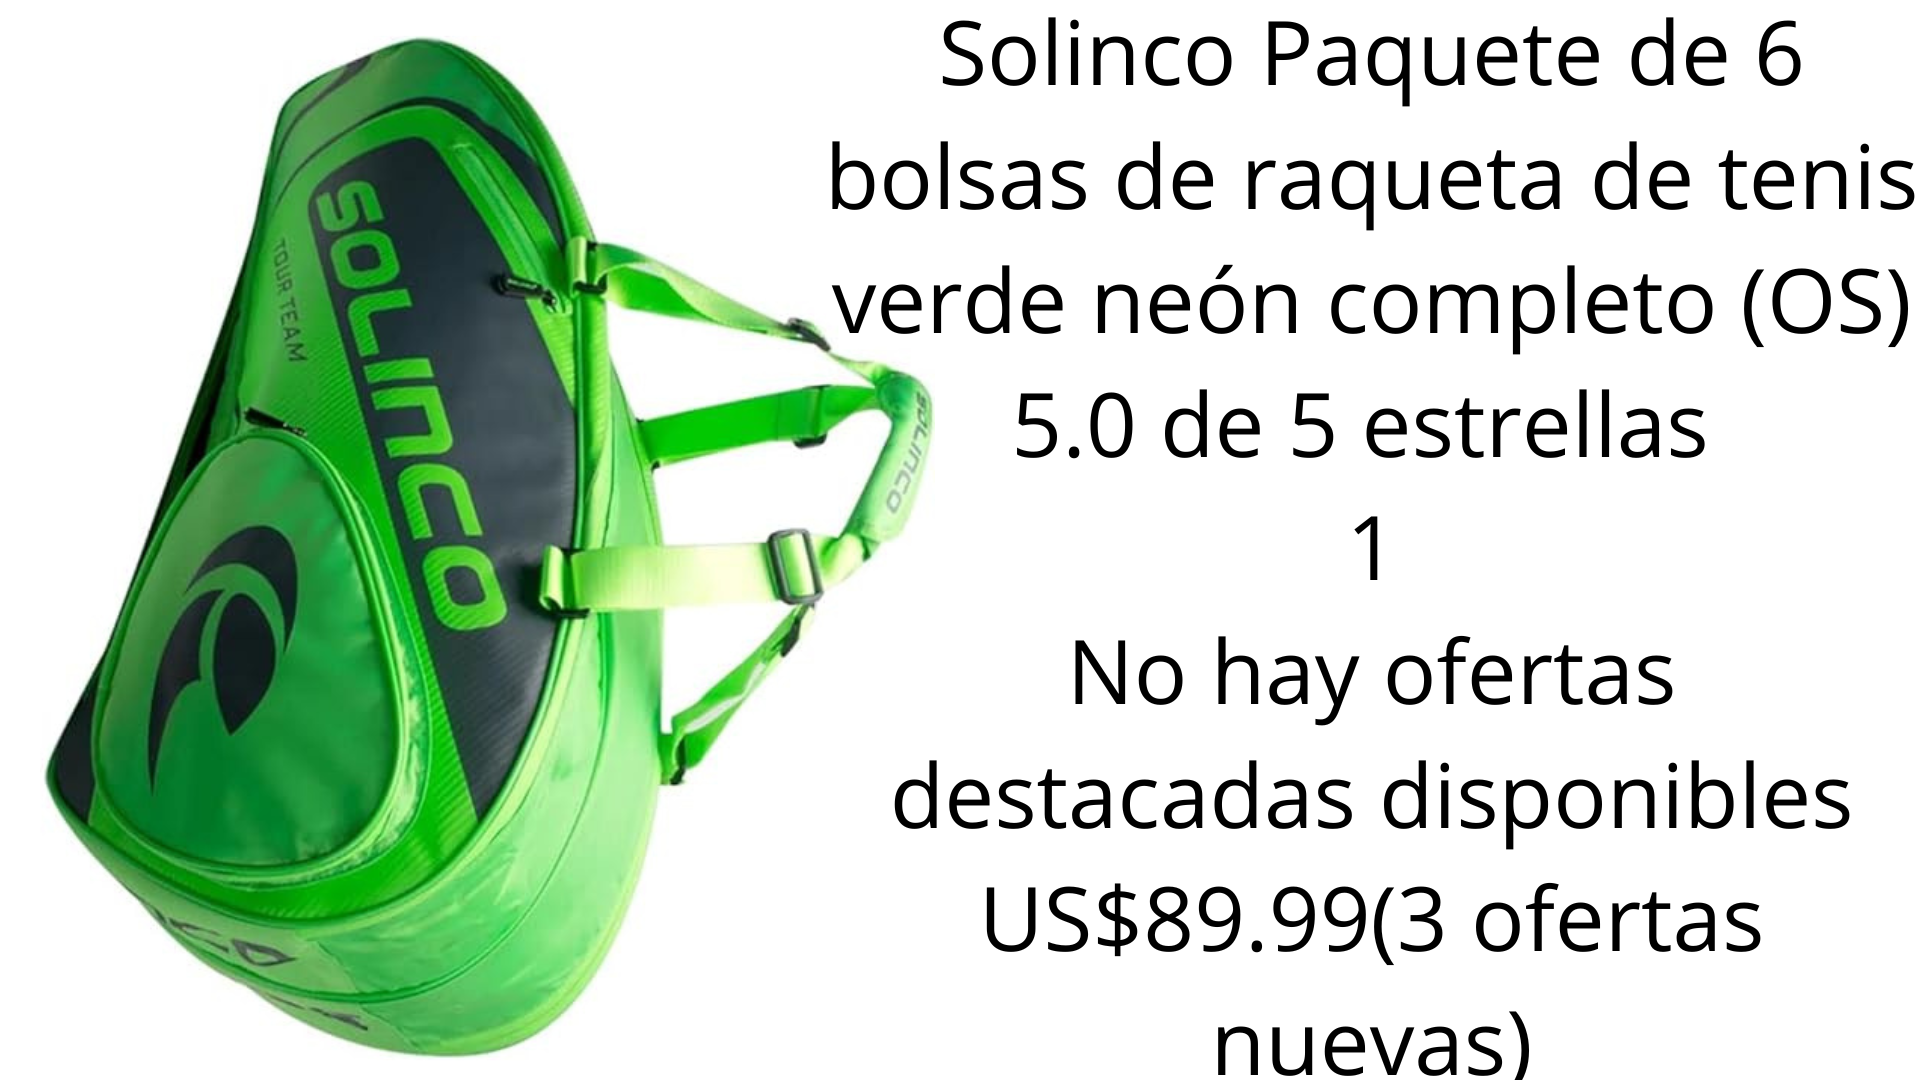 Solinco Paquete de 6
bolsas de raqueta de tenis
verde neón completo (OS)
5.0 de 5 estrellas
1
No hay ofertas
destacadas disponibles
US$89.99(3 ofertas
nuevas)
SOLINCO
TOUR TEAM
SOLINCO